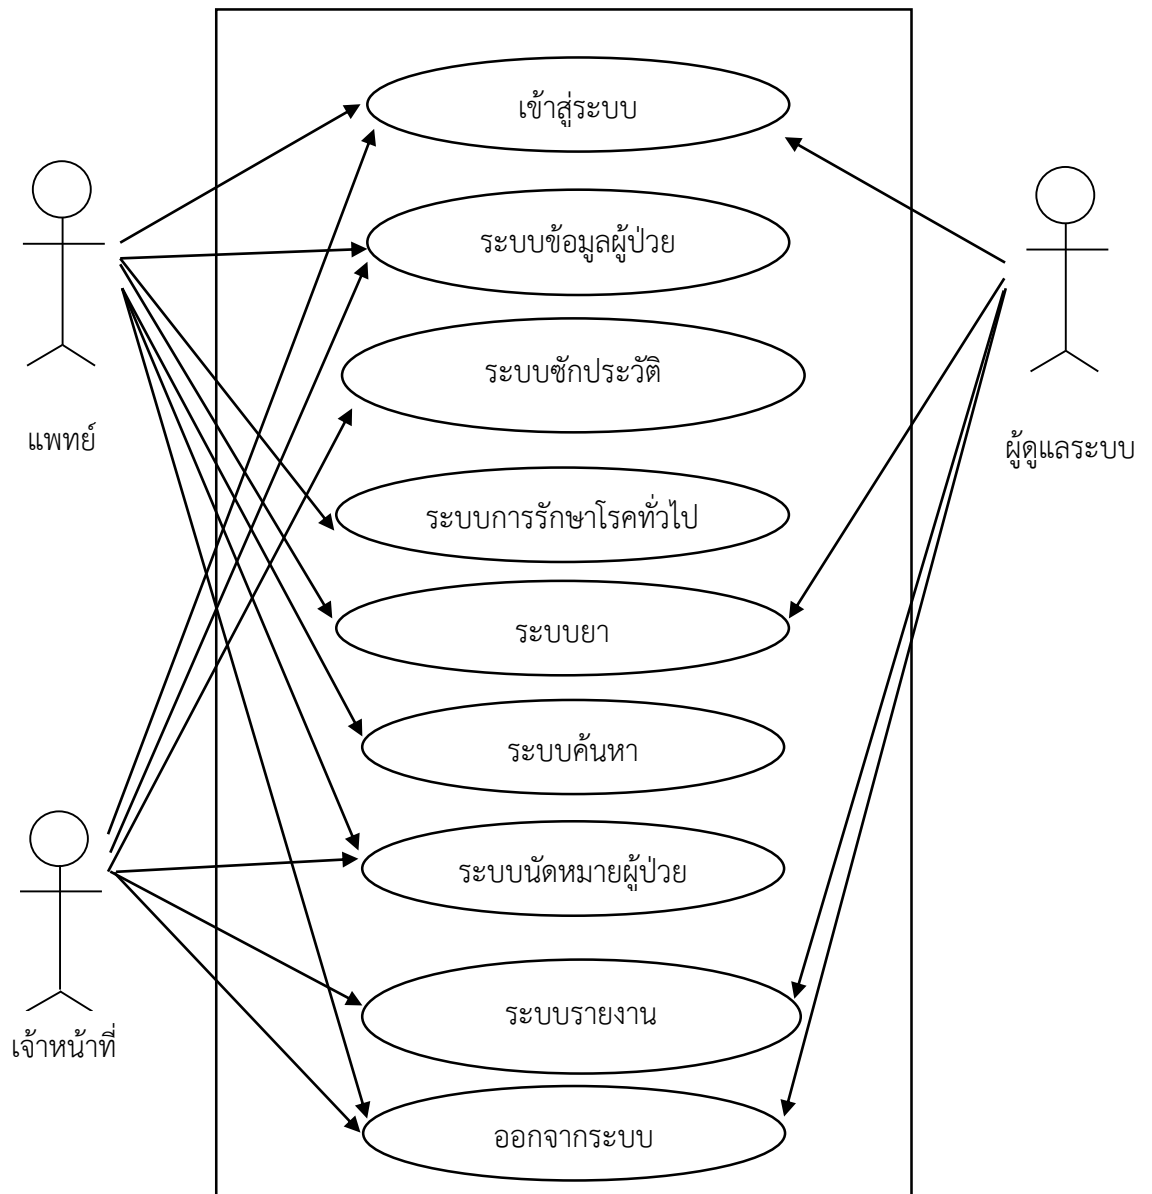 เข้าสู่ระบบ
ระบบข้อมูลผู้ป่วย
ระบบซักประวัติ
แพทย์
ผู้ดูแลระบบ
ระบบการรักษาโรคทั่วไป
ระบบยา
ระบบค้นหา
ระบบนัดหมายผู้ป่วย
ระบบรายงาน
เจ้าหน้าที่
ออกจากระบบ